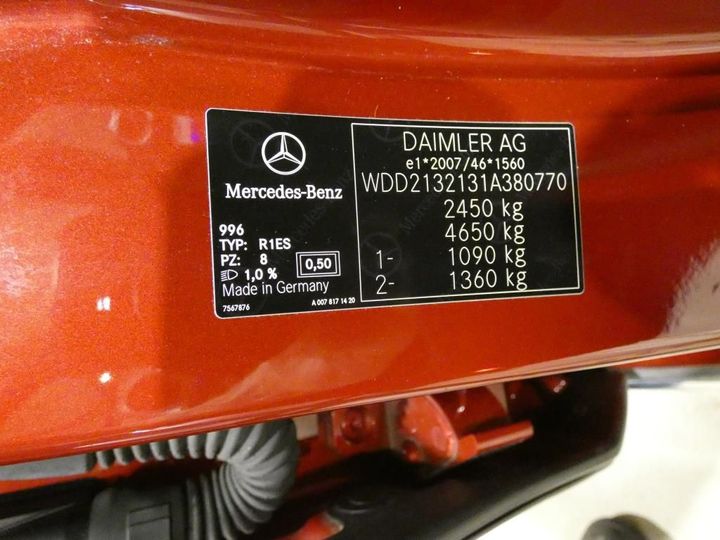 Mercedes-Benz
996
TYP: R1ES
PZ: 8
1,0 %
0,50
Made in Germany
7567876
A 007 817 14 20
DAIMLER AG
e1*2007/46*1560
WDD2132131A380770
2450 kg
4650 kg
1- 1090 kg
2- 1360 kg